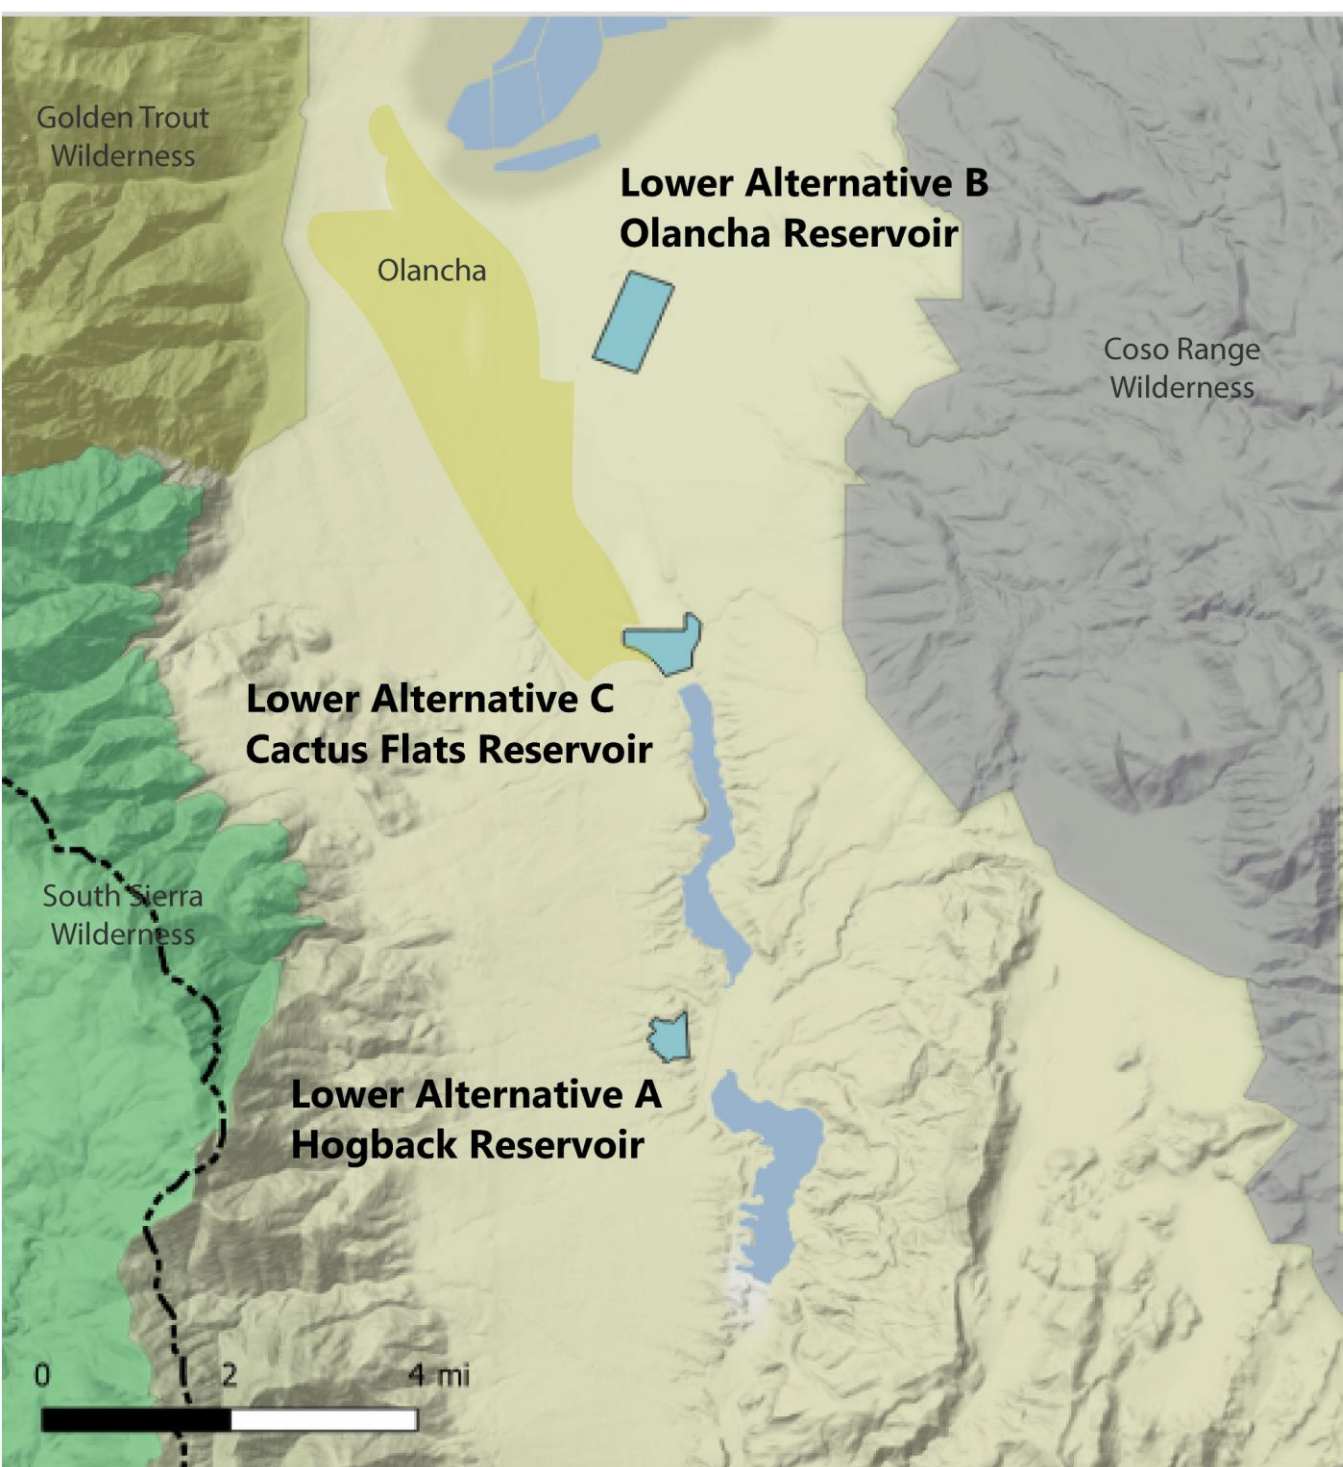 Golden Trout
Wilderness
Lower Alternative B
Olancha Reservoir
Olancha
Coso Range
Wilderness
Lower Alternative C
Cactus Flats Reservoir
South Sierra
Wilderness
Lower Alternative A
Hogback Reservoir
0 2 4 mi